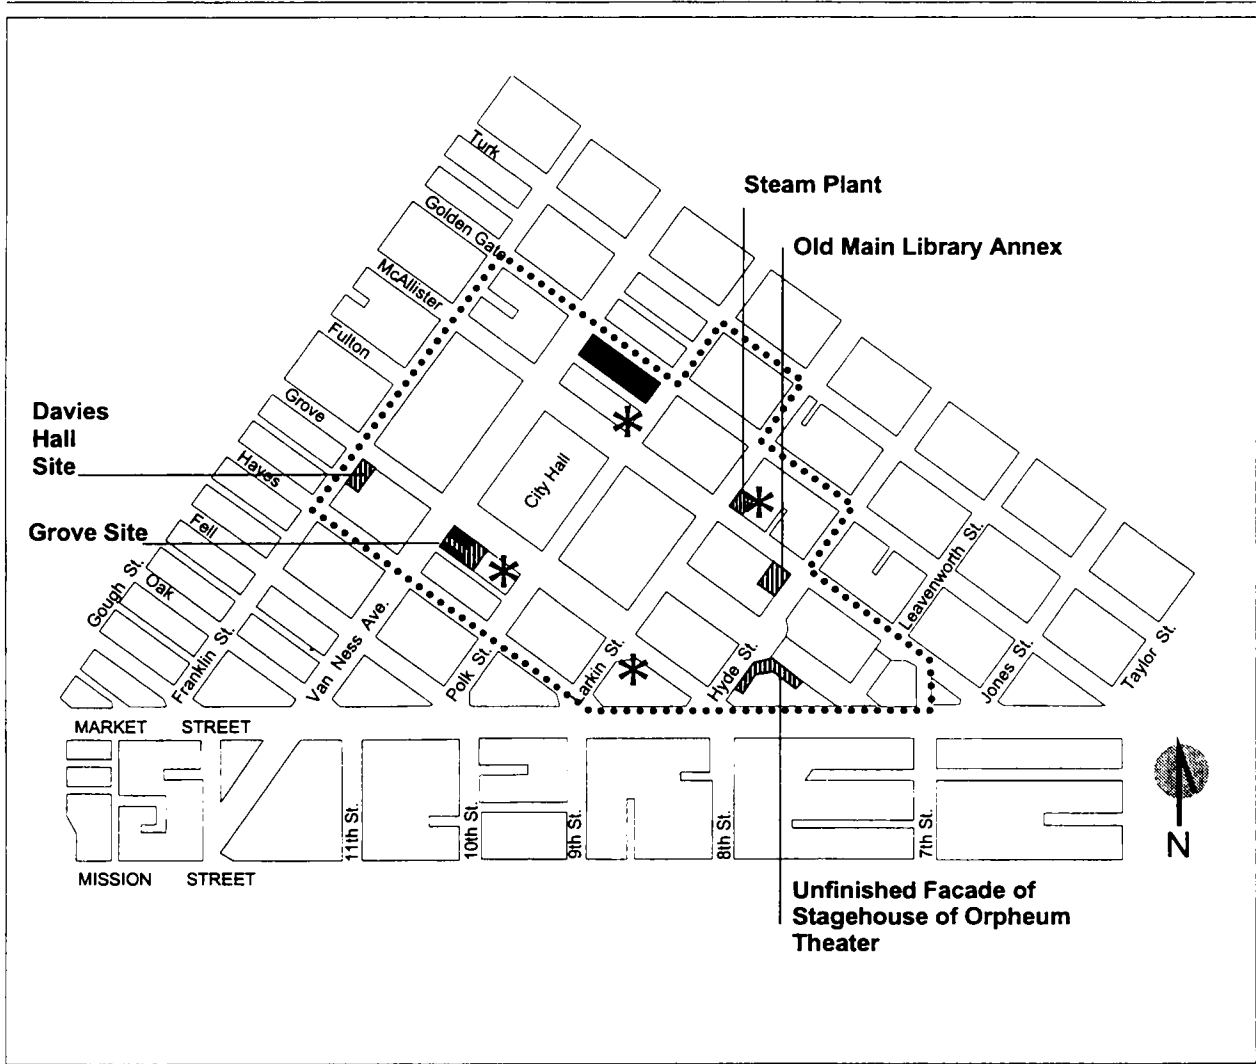 Steam Plant
Old Main Library Annex
Turk
Golden Gate
McAllister
Fulton
Grove
Hayes
Fell
Oak
Davies
Hall
Site
Grove Site
City Hall
Gough St.
Franklin St.
Van Ness Ave.
Polk St.
Larkin St.
Hyde St.
Leavenworth St.
Jones St.
Taylor St.
MARKET STREET
11th St.
10th St.
9th St.
8th St.
7th St.
N
MISSION STREET
Unfinished Facade of
Stagehouse of Orpheum
Theater